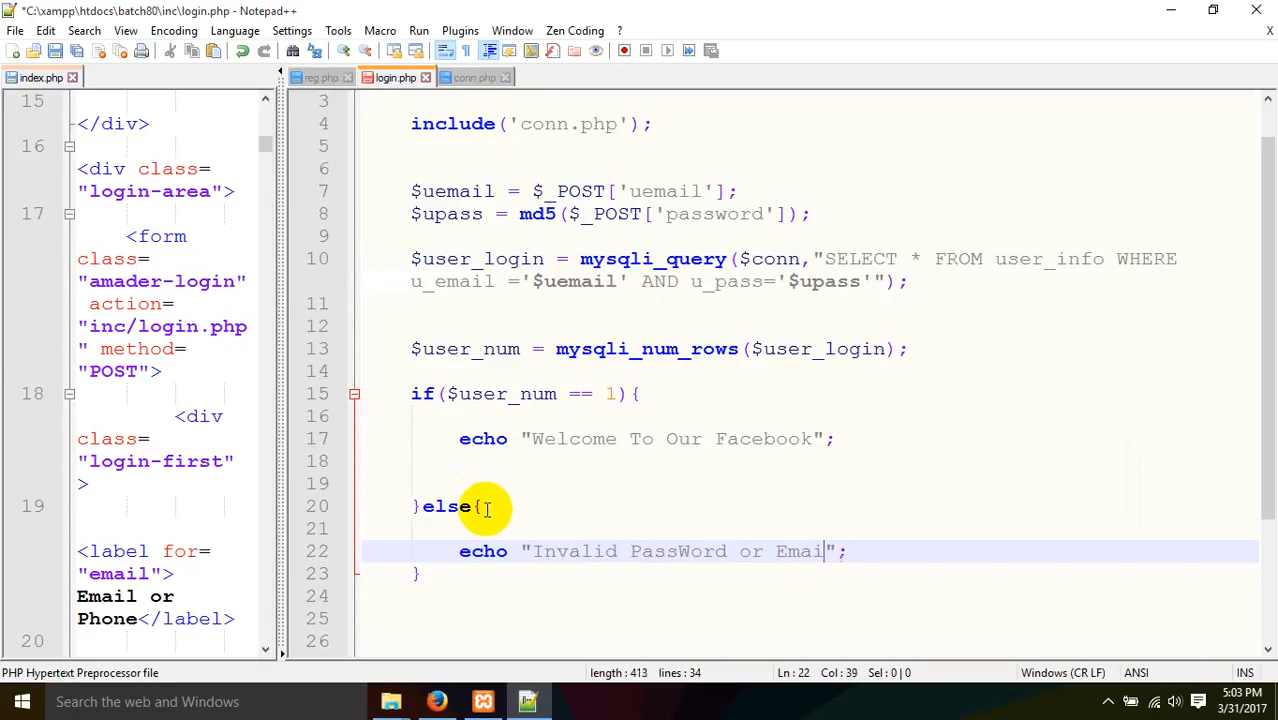 *C:\xampp\htdocs\batch80\inc\login.php - Notepad++
File Edit Search View Encoding Language Settings Tools Macro Run Plugins Window Zen Coding ? X
index.php
15
</div>
16
<div class=
"login-area">
17
<form
class=
"amader-login"
action=
"inc/login.php
" method=
"POST">
18
<div
class=
"login-first"
>
19
<label for=
"email">
Email or
Phone</label>
20
reg.php login.php conn.php
3
4 include('conn.php');
5
6
7 $uemail = $_POST['uemail'];
8 $upass = md5($_POST['password']);
9
10 $user_login = mysqli_query($conn,"SELECT * FROM user_info WHERE
u_email ='$uemail' AND u_pass='$upass'");
11
12
13 $user_num = mysqli_num_rows($user_login);
14
15 if($user_num == 1){
16
17 echo "Welcome To Our Facebook";
18
19
20 }else{
21
22 echo "Invalid PassWord or Emai";
23 }
24
25
26
PHP Hypertext Preprocessor file length : 413 lines : 34 Ln : 22 Col : 39 Sel : 0 | 0 Windows (CR LF) ANSI INS
Search the web and Windows
5:03 PM
3/31/2017